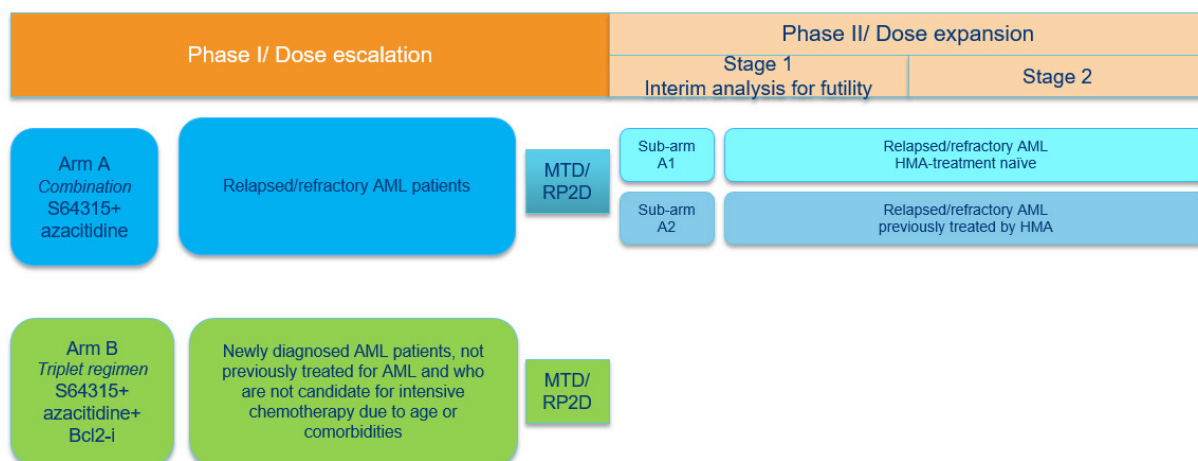 Phase I/ Dose escalation
Phase II/ Dose expansion
Stage 1
Interim analysis for futility
Stage 2
Arm A
Combination
S64315+
azacitidine
Relapsed/refractory AML patients
MTD/
RP2D
Sub-arm
A1
Relapsed/refractory AML
HMA-treatment naïve
Sub-arm
A2
Relapsed/refractory AML
previously treated by HMA
Arm B
Triplet regimen
S64315+
azacitidine+
Bcl2-i
Newly diagnosed AML patients, not
previously treated for AML and who
are not candidate for intensive
chemotherapy due to age or
comorbidities
MTD/
RP2D